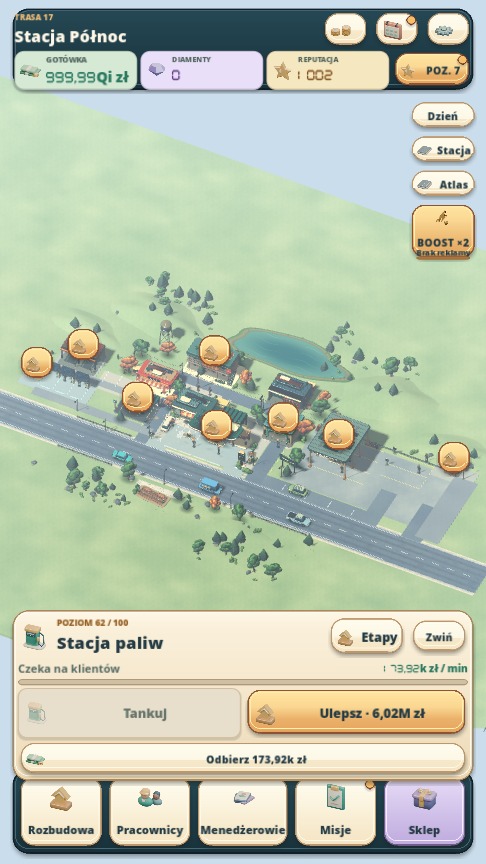 TRASA 17
Stacja Północ
GOTÓWKA
999,99Qi zł
DIAMENTY
0
REPUTACJA
1 002
POZ. 7
Dzień
Stacja
Atlas
BOOST ×2
Brak reklamy
POZIOM 62 / 100
Stacja paliw
Etapy
Zwiń
Czeka na klientów
173,92k zł / min
Tankuj
Ulepsz · 6,02M zł
Odbierz 173,92k zł
Rozbudowa
Pracownicy
Menedżerowie
Misje
Sklep